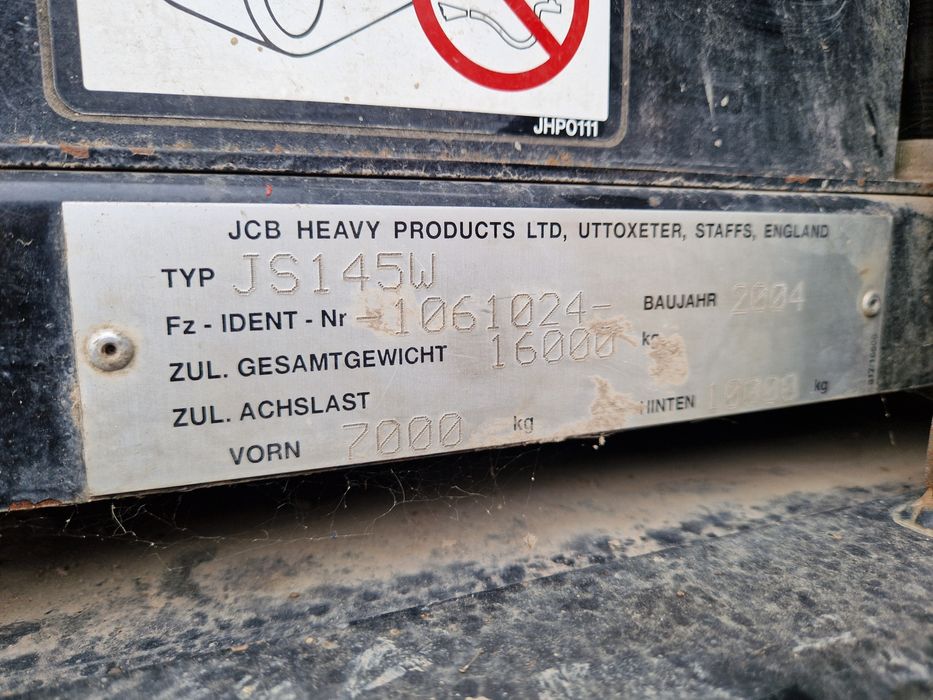 JHP0111
JCB HEAVY PRODUCTS LTD, UTTOXETER, STAFFS, ENGLAND
TYP JS145W
Fz - IDENT - Nr -1061024- BAUJAHR 2004
ZUL. GESAMTGEWICHT 16000 kg
ZUL. ACHSLAST
VORN 7000 kg HINTEN 10000 kg